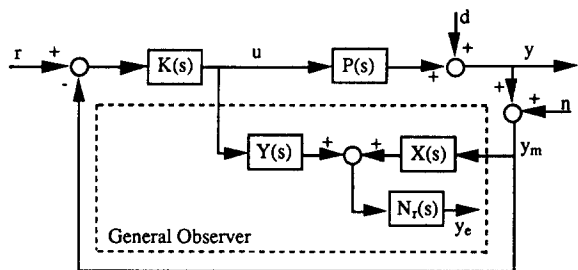 d
r + - K(s) u P(s) + + y
+ + n
Y(s) + + X(s) y_m
N_r(s) y_e
General Observer